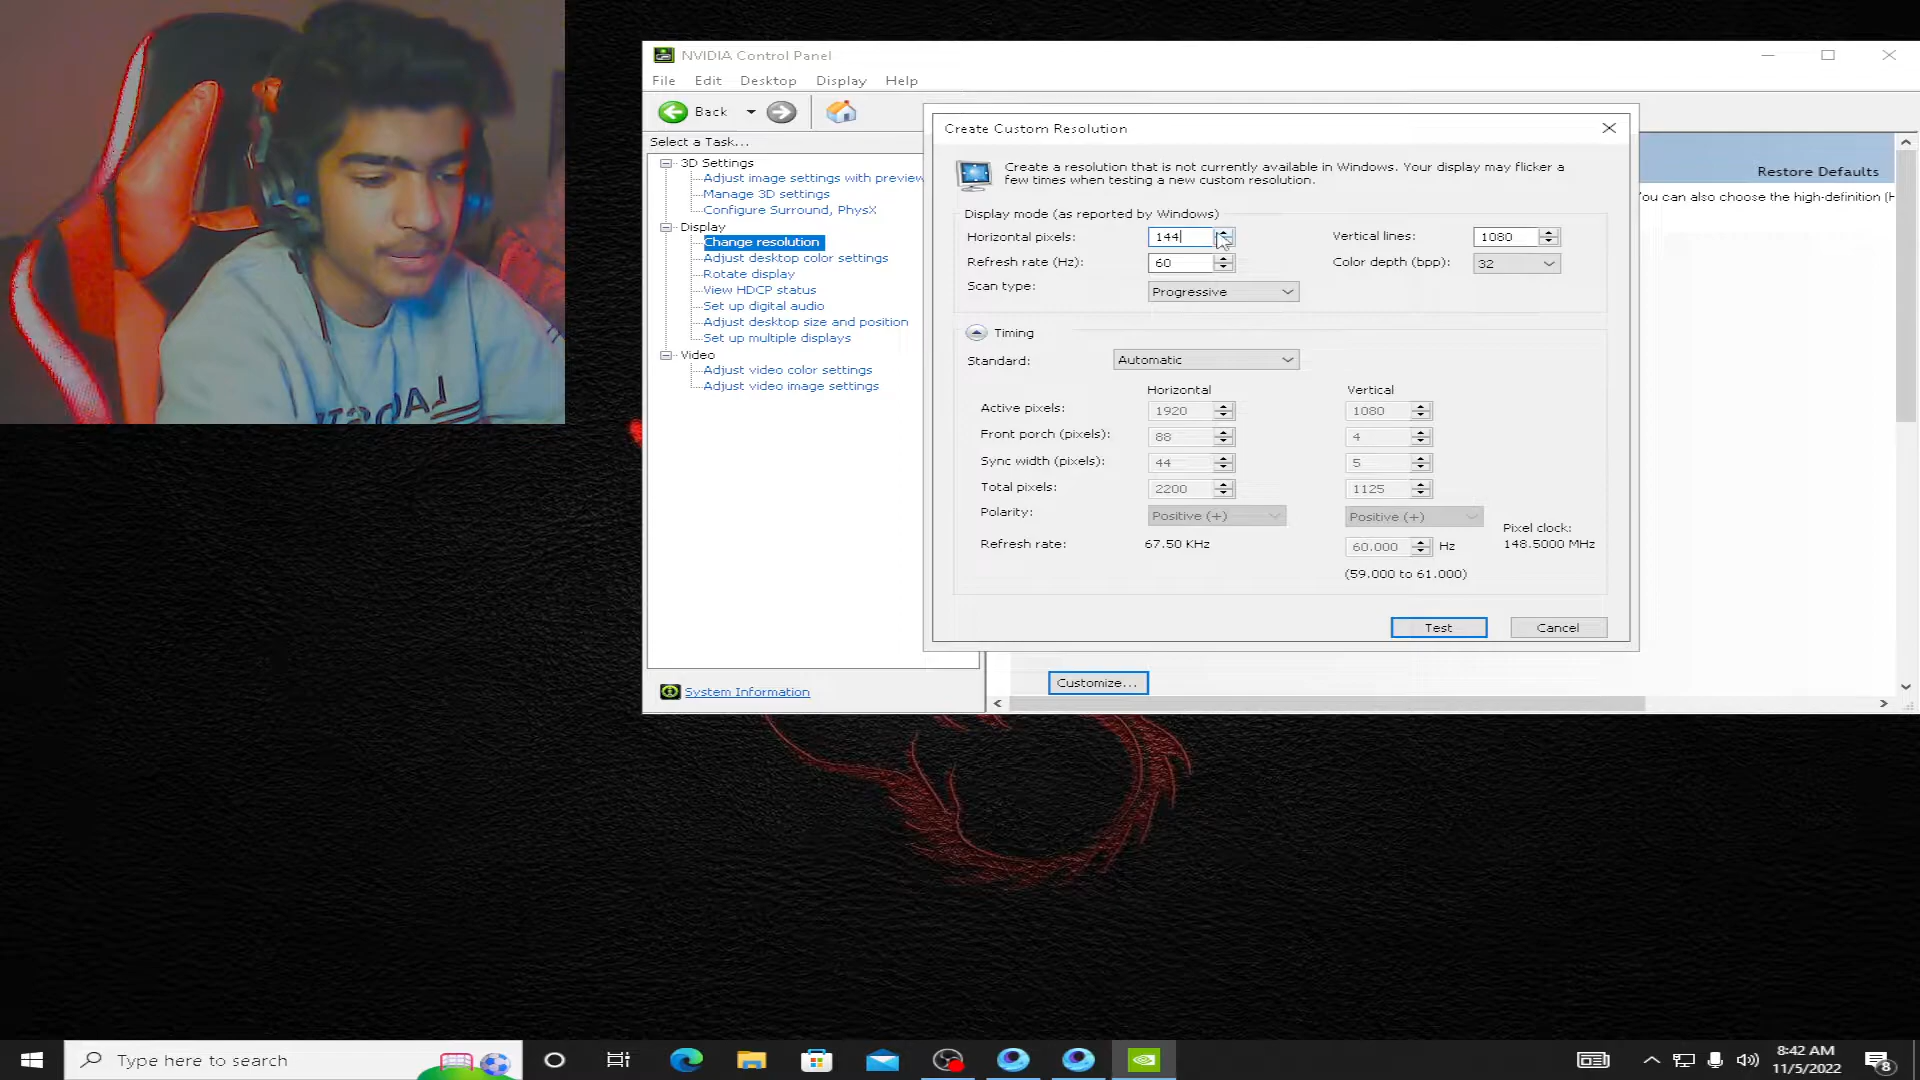 NVIDIA Control Panel
File Edit Desktop Display Help
Back
Select a Task...
3D Settings
Adjust image settings with preview
Manage 3D settings
Configure Surround, PhysX
Display
Change resolution
Adjust desktop color settings
Rotate display
View HDCP status
Set up digital audio
Adjust desktop size and position
Set up multiple displays
Video
Adjust video color settings
Adjust video image settings
System Information
Create Custom Resolution
Create a resolution that is not currently available in Windows. Your display may flicker a
few times when testing a new custom resolution.
Display mode (as reported by Windows)
Horizontal pixels: 144 Vertical lines: 1080
Refresh rate (Hz): 60 Color depth (bpp): 32
Scan type: Progressive
Timing
Standard: Automatic
Horizontal Vertical
Active pixels: 1920 1080
Front porch (pixels): 88 4
Sync width (pixels): 44 5
Total pixels: 2200 1125
Polarity: Positive (+) Positive (+)
Pixel clock:
Refresh rate: 67.50 KHz 60.000 Hz 148.5000 MHz
(59.000 to 61.000)
Test Cancel
Restore Defaults
ou can also choose the high-definition (H
Customize...
Type here to search
8:42 AM
11/5/2022
8